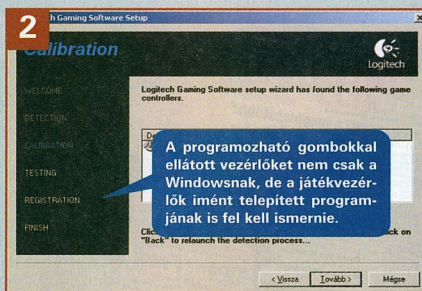 2
ch Gaming Software Setup
Calibration
Logitech
WELCOME
DETECTION
CALIBRATION
TESTING
REGISTRATION
FINISH
Logitech Gaming Software setup wizard has found the following game
controllers.
A programozható gombokkal
ellátott vezérlőket nem csak a
Windowsnak, de a játékvezér-
lők imént telepített program-
jának is fel kell ismernie.
ck on
"Back" to relaunch the detection process...
< Vissza
Tovább >
Mégse